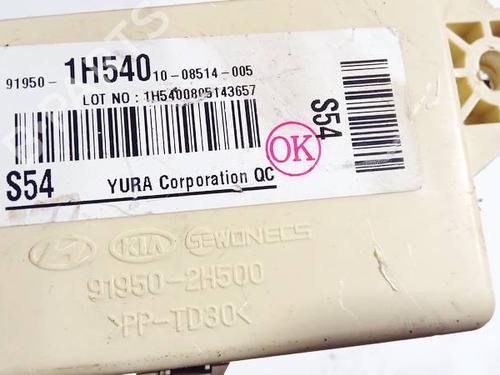 91950- 1H540 10-08514-005
LOT NO : 1H5400805143657
S54
OK
S54 YURA Corporation QC
KIA SEWONECS
91950-2H500
>PP-TD30<